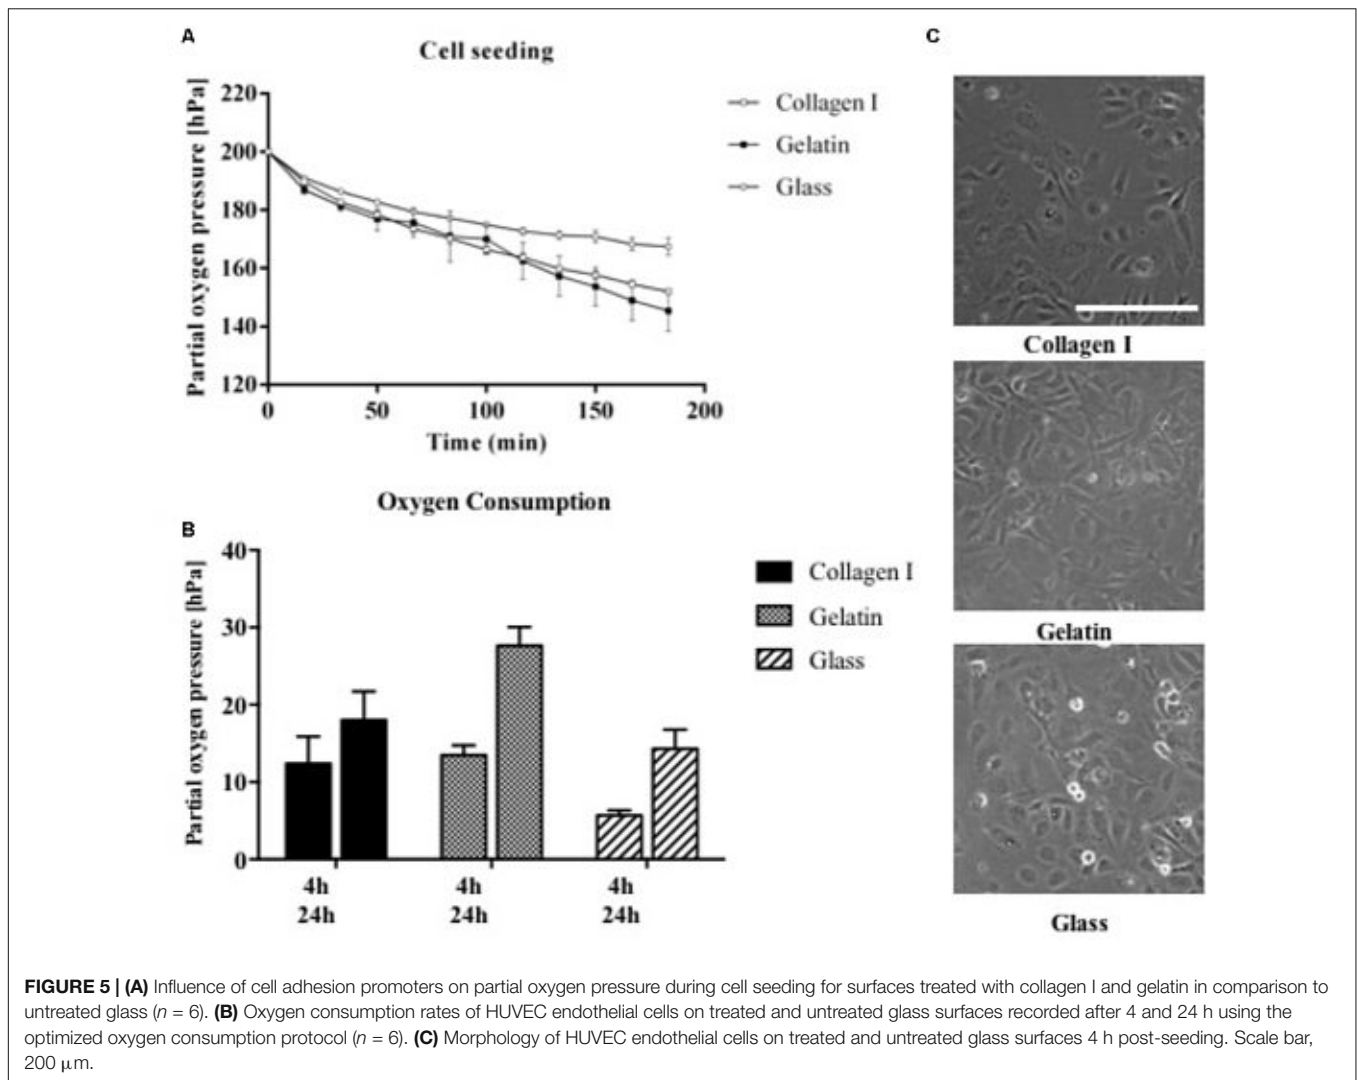 A
Cell seeding
Partial oxygen pressure [hPa]
220
200
180
160
140
120
0
50
100
150
200
Time (min)
Collagen I
Gelatin
Glass
Oxygen Consumption
B
Partial oxygen pressure [hPa]
40
30
20
10
0
4h
24h
4h
24h
4h
24h
Collagen I
Gelatin
Glass
C
Collagen I
Gelatin
Glass
FIGURE 5 | (A) Influence of cell adhesion promoters on partial oxygen pressure during cell seeding for surfaces treated with collagen I and gelatin in comparison to
untreated glass (n = 6). (B) Oxygen consumption rates of HUVEC endothelial cells on treated and untreated glass surfaces recorded after 4 and 24 h using the
optimized oxygen consumption protocol (n = 6). (C) Morphology of HUVEC endothelial cells on treated and untreated glass surfaces 4 h post-seeding. Scale bar,
200 μm.